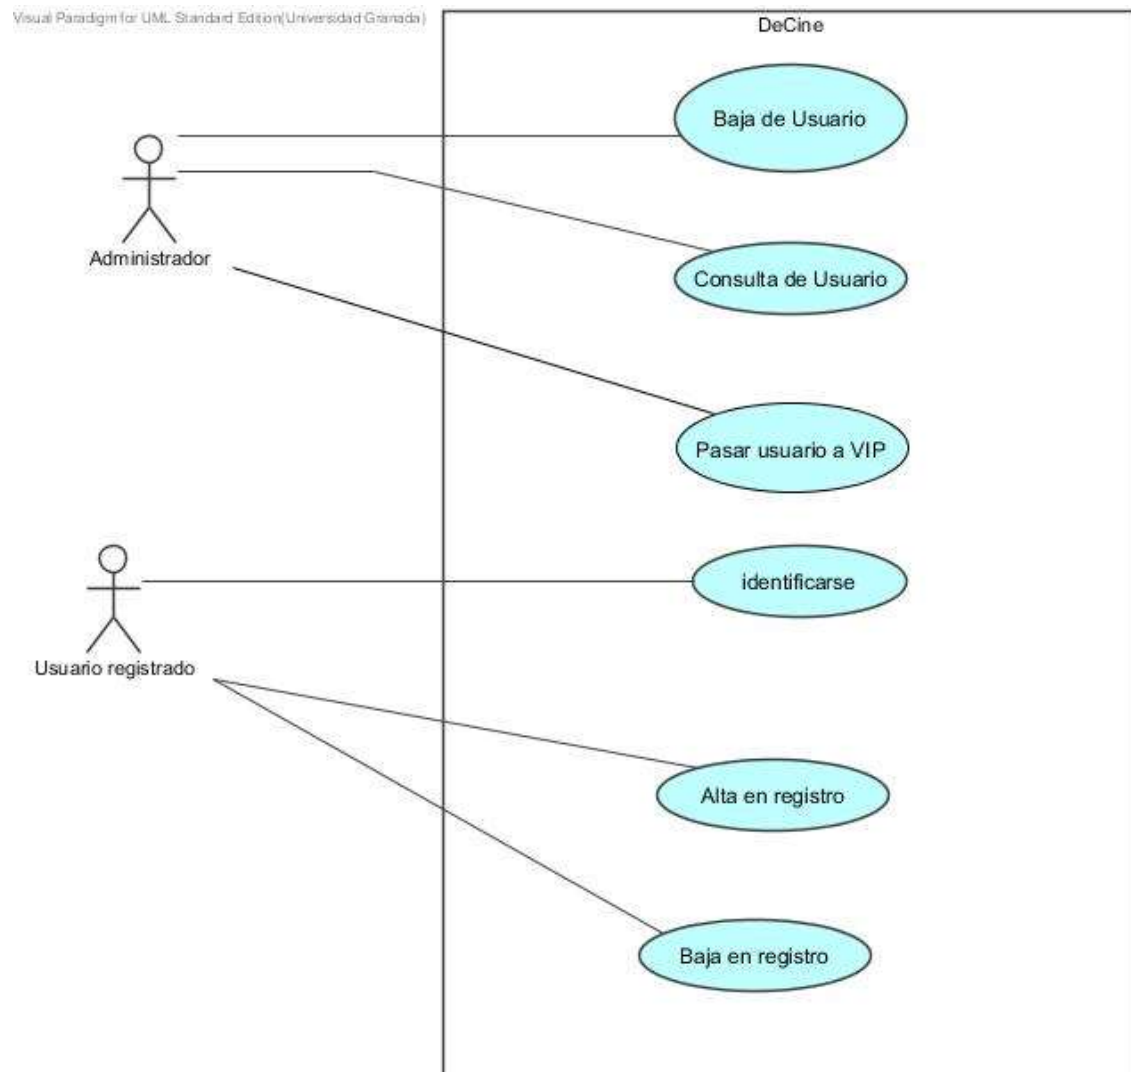 Visual Paradigm for UML Standard Edition(Universidad Granada)
DeCine
Baja de Usuario
Administrador
Consulta de Usuario
Pasar usuario a VIP
identificarse
Usuario registrado
Alta en registro
Baja en registro